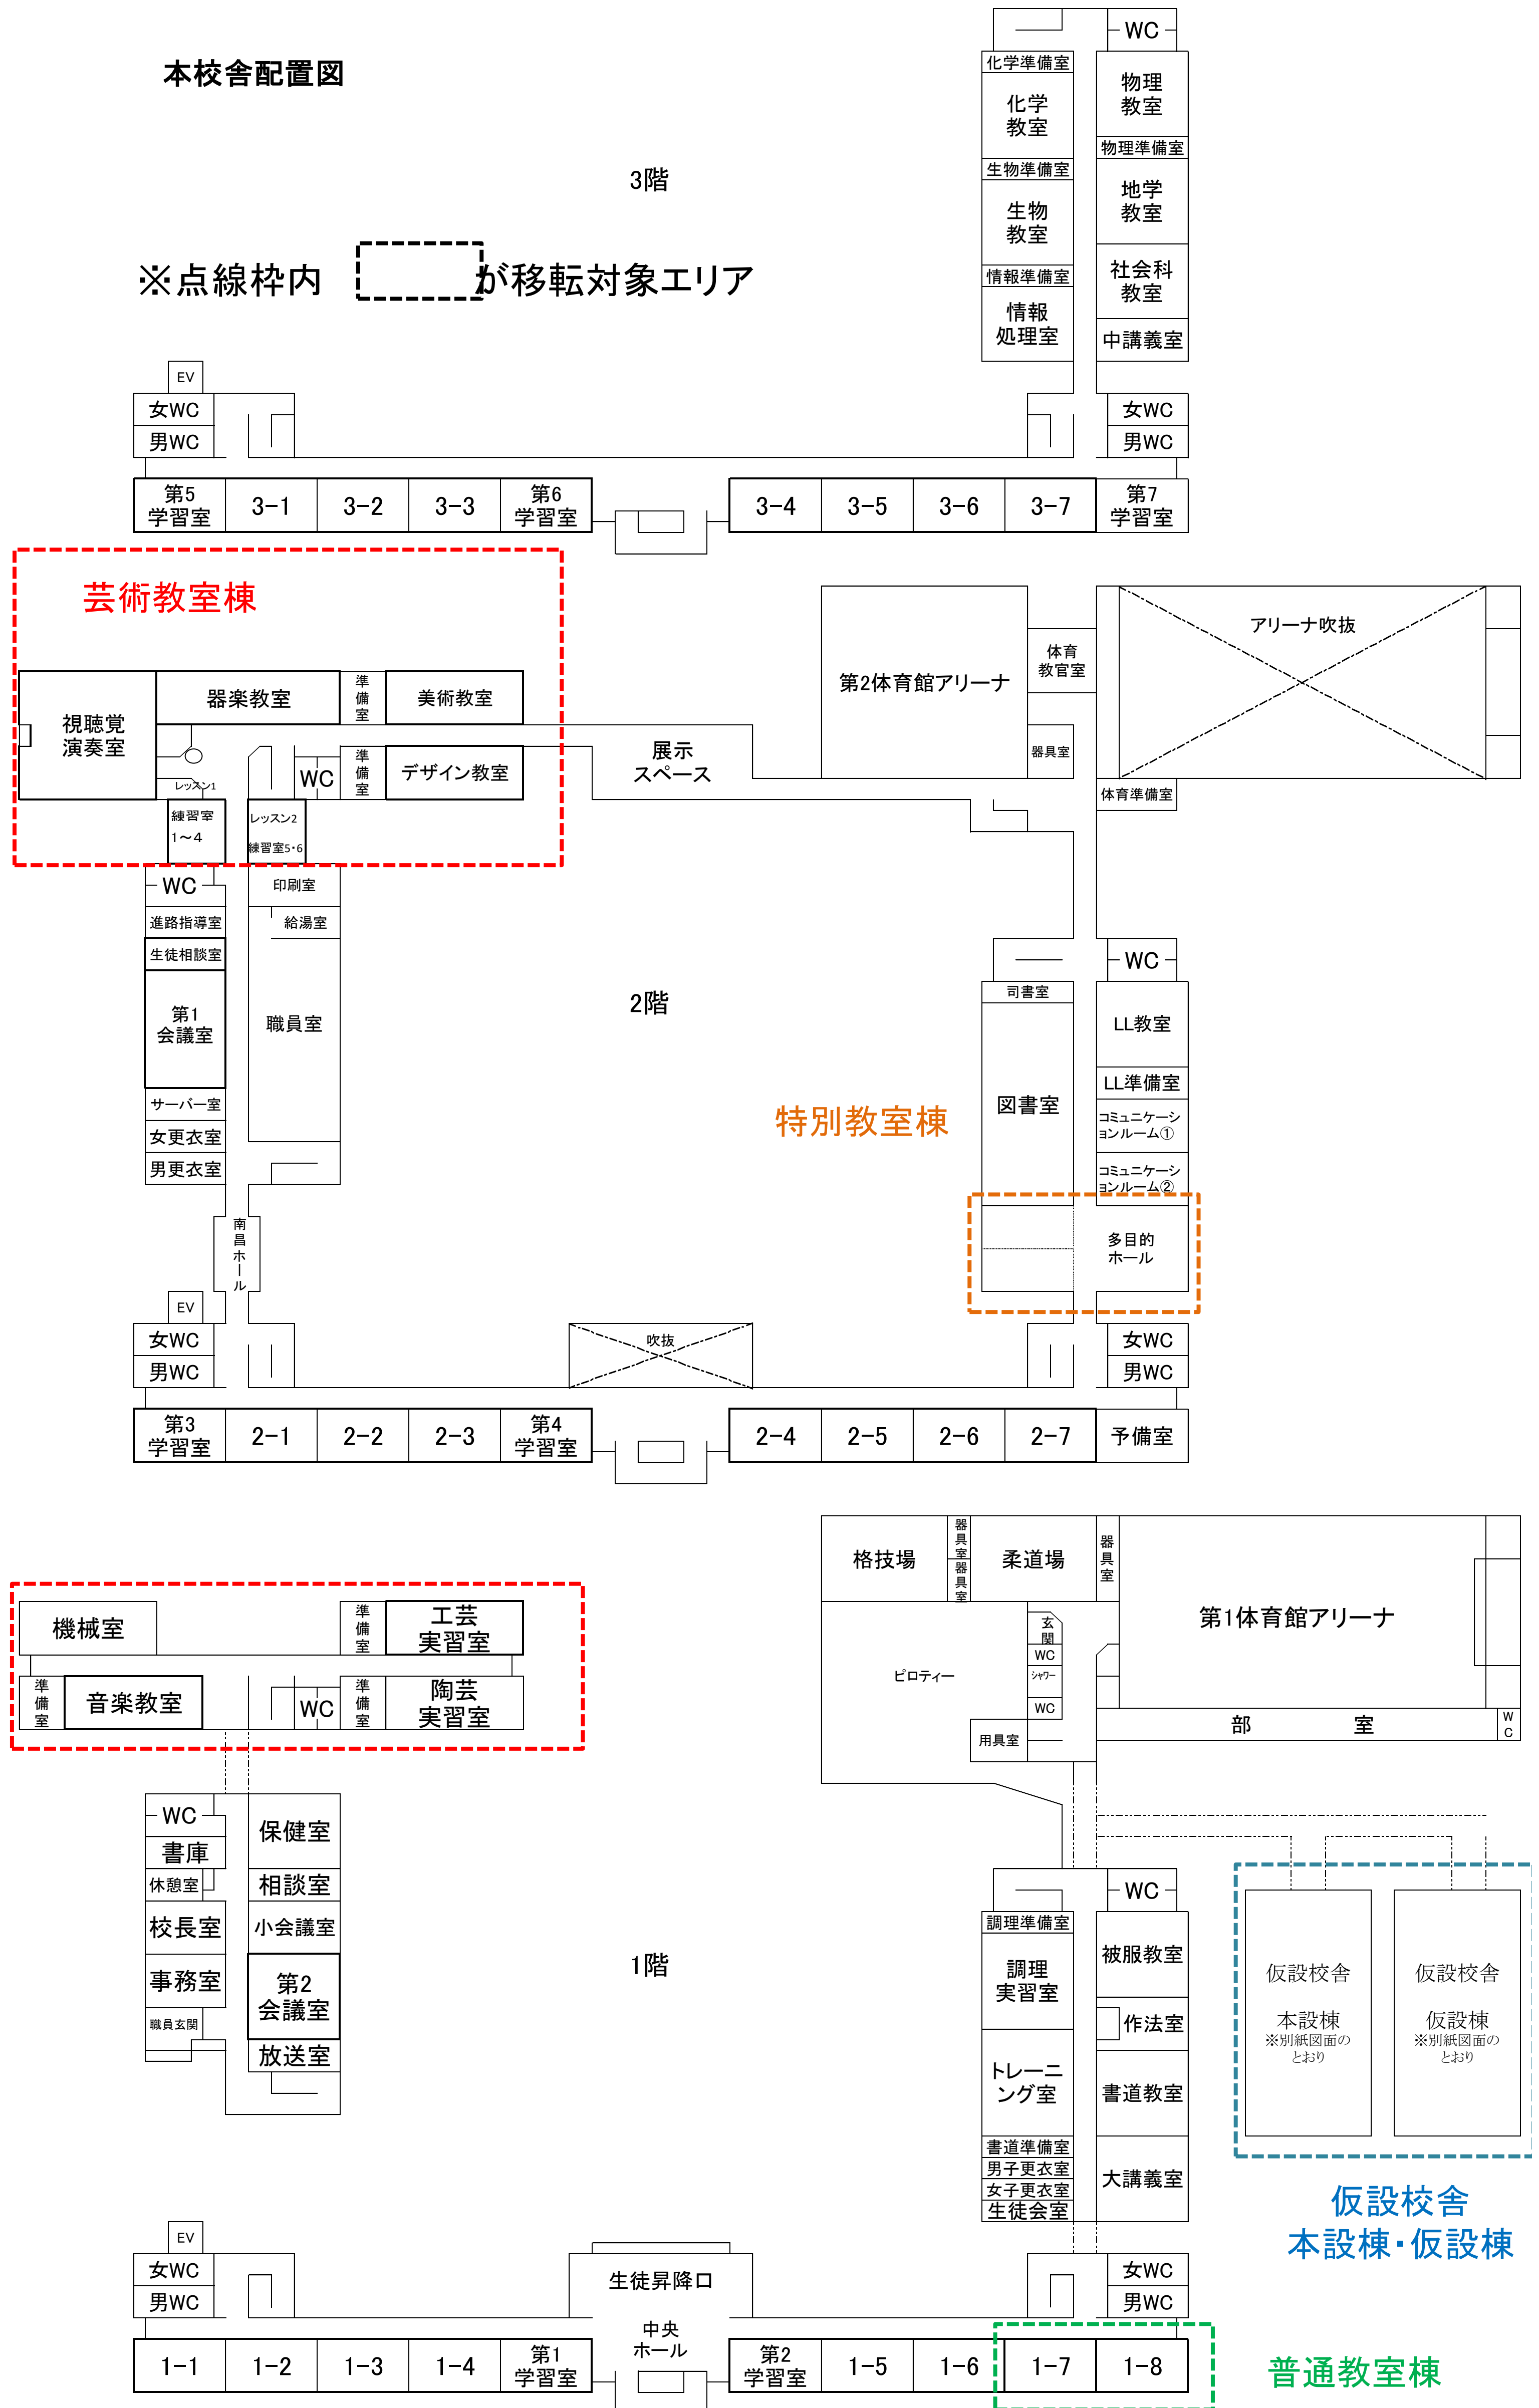 本校舎配置図
WC
化学準備室
物理
教室
化学
教室
物理準備室
生物準備室
地学
教室
3階
生物
教室
※点線枠内
が移転対象エリア
社会科
教室
情報準備室
情報
処理室
中講義室
EV
女WC
男WC
女WC
男WC
第5
学習室
3-1
3-2
3-3
第6
学習室
3-4
3-5
3-6
3-7
第7
学習室
芸術教室棟
アリーナ吹抜
体育
教官室
第2体育館アリーナ
器楽教室
準備室
美術教室
視聴覚
演奏室
展示
スペース
器具室
WC
準備室
デザイン教室
レッスン1
体育準備室
練習室
1～4
レッスン2
練習室5・6
WC
印刷室
進路指導室
給湯室
生徒相談室
WC
第1
会議室
職員室
2階
司書室
LL教室
LL準備室
サーバー室
図書室
特別教室棟
コミュニケーシ
ョンルーム①
女更衣室
男更衣室
コミュニケーシ
ョンルーム②
南昌ホール
多目的
ホール
EV
女WC
男WC
吹抜
女WC
男WC
第3
学習室
2-1
2-2
2-3
第4
学習室
2-4
2-5
2-6
2-7
予備室
格技場
器具室
器具室
柔道場
器具室
第1体育館アリーナ
機械室
準備室
工芸
実習室
玄関
WC
シャワー
WC
ピロティー
準備室
音楽教室
WC
準備室
陶芸
実習室
用具室
部 室
WC
WC
保健室
書庫
休憩室
相談室
WC
校長室
小会議室
調理準備室
被服教室
1階
調理
実習室
事務室
第2
会議室
職員玄関
作法室
放送室
トレーニ
ング室
書道教室
仮設校舎
本設棟
※別紙図面の
とおり
仮設校舎
仮設棟
※別紙図面の
とおり
書道準備室
男子更衣室
女子更衣室
生徒会室
大講義室
仮設校舎
本設棟・仮設棟
EV
女WC
男WC
生徒昇降口
中央
ホール
女WC
男WC
1-1
1-2
1-3
1-4
第1
学習室
第2
学習室
1-5
1-6
1-7
1-8
普通教室棟